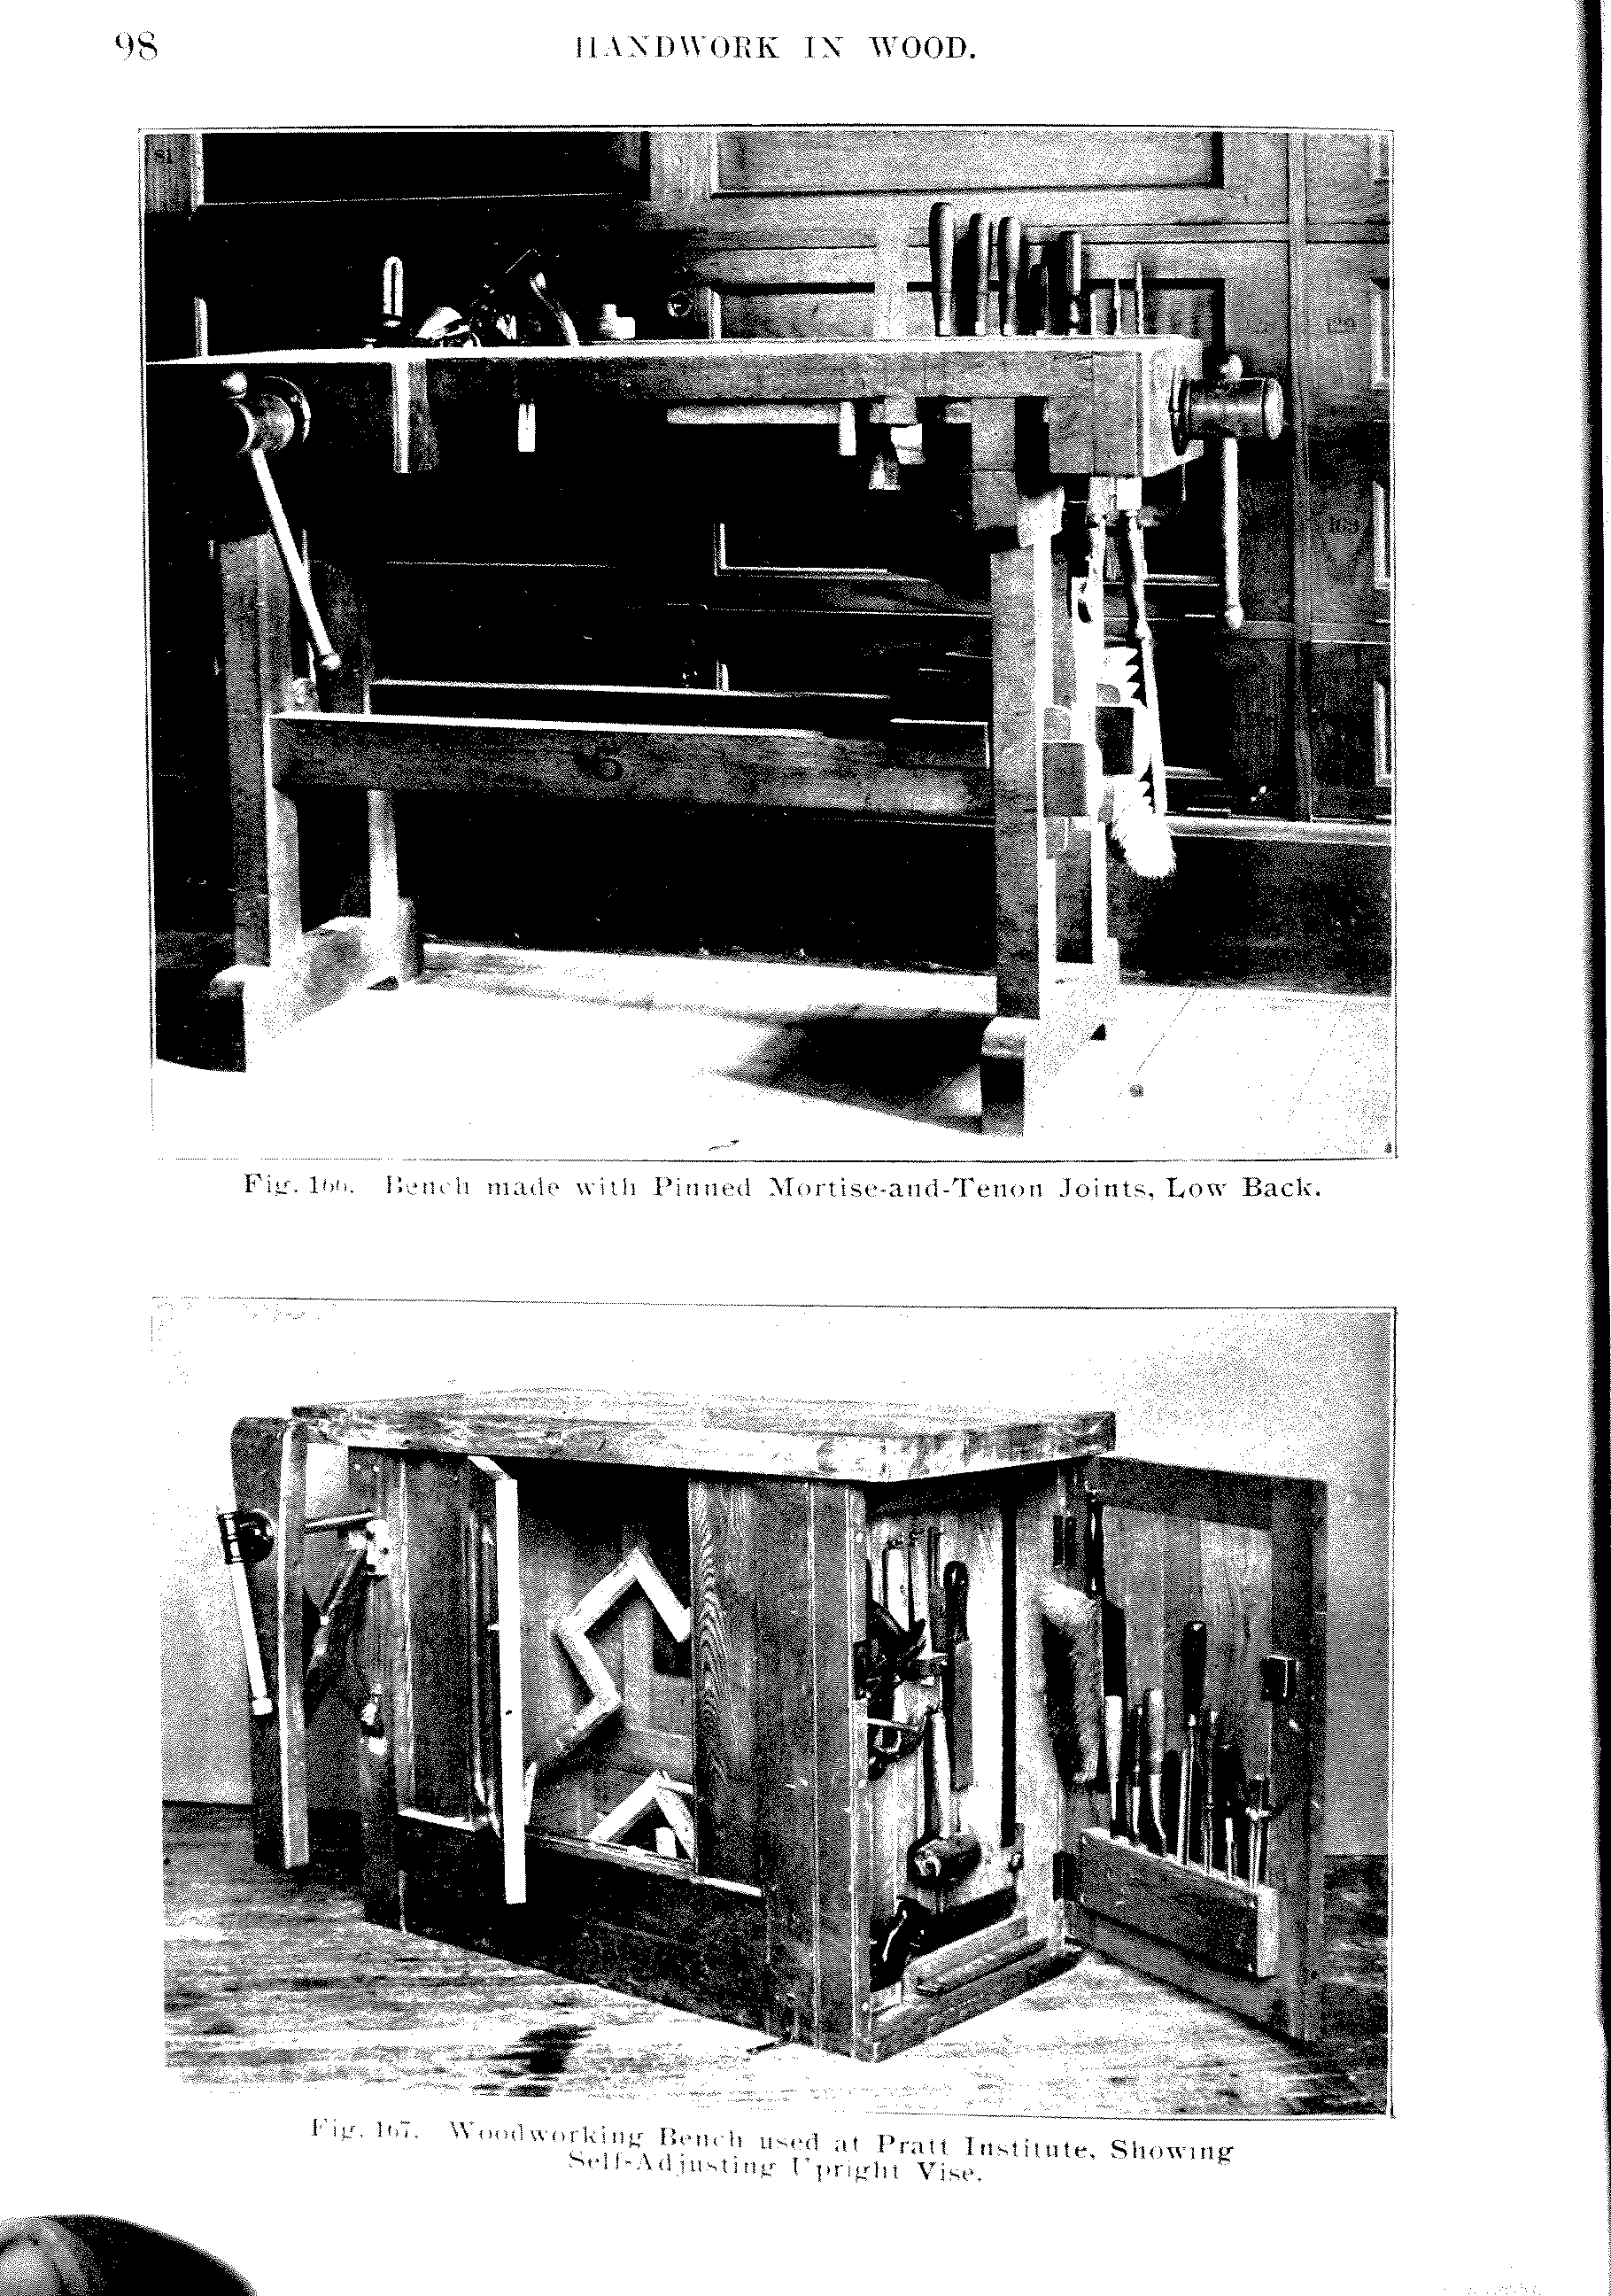 98
HANDWORK IN WOOD.
Fig. 166. Bench made with Pinned Mortise-and-Tenon Joints, Low Back.
Fig. 167. Woodworking Bench used at Pratt Institute, Showing
Self-Adjusting Upright Vise.